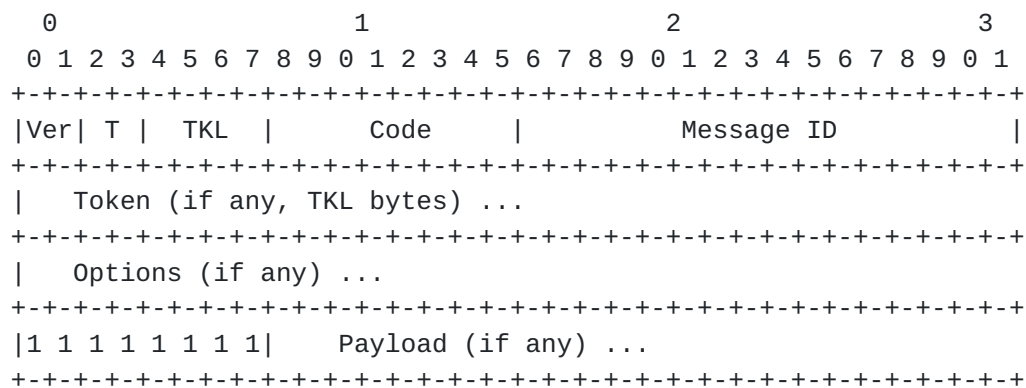 0                   1                   2                   3
 0 1 2 3 4 5 6 7 8 9 0 1 2 3 4 5 6 7 8 9 0 1 2 3 4 5 6 7 8 9 0 1
+-+-+-+-+-+-+-+-+-+-+-+-+-+-+-+-+-+-+-+-+-+-+-+-+-+-+-+-+-+-+-+-+
|Ver| T |  TKL  |      Code     |          Message ID           |
+-+-+-+-+-+-+-+-+-+-+-+-+-+-+-+-+-+-+-+-+-+-+-+-+-+-+-+-+-+-+-+-+
|   Token (if any, TKL bytes) ...
+-+-+-+-+-+-+-+-+-+-+-+-+-+-+-+-+-+-+-+-+-+-+-+-+-+-+-+-+-+-+-+-+
|   Options (if any) ...
+-+-+-+-+-+-+-+-+-+-+-+-+-+-+-+-+-+-+-+-+-+-+-+-+-+-+-+-+-+-+-+-+
|1 1 1 1 1 1 1 1|    Payload (if any) ...
+-+-+-+-+-+-+-+-+-+-+-+-+-+-+-+-+-+-+-+-+-+-+-+-+-+-+-+-+-+-+-+-+